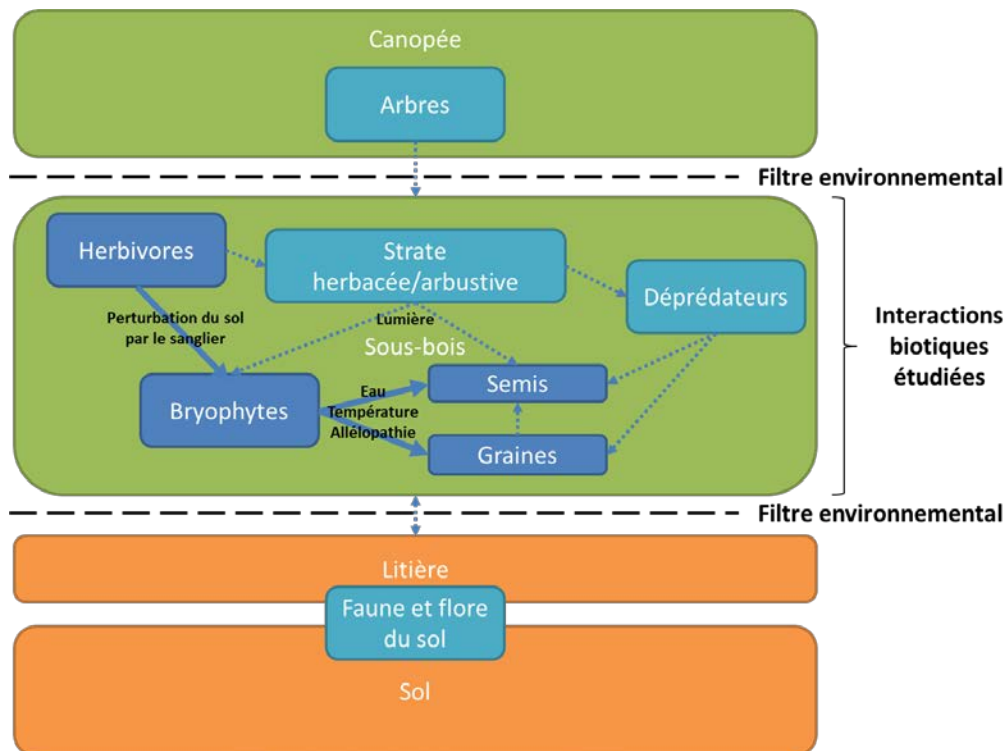 Canopée
Arbres
Filtre environnemental
Herbivores
Strate
herbacée/arbustive
Déprédateurs
Perturbation du sol
par le sanglier
Lumière
Sous-bois
Interactions
biotiques
étudiées
Bryophytes
Eau
Température
Allélopathie
Semis
Graines
Filtre environnemental
Litière
Faune et flore
du sol
Sol